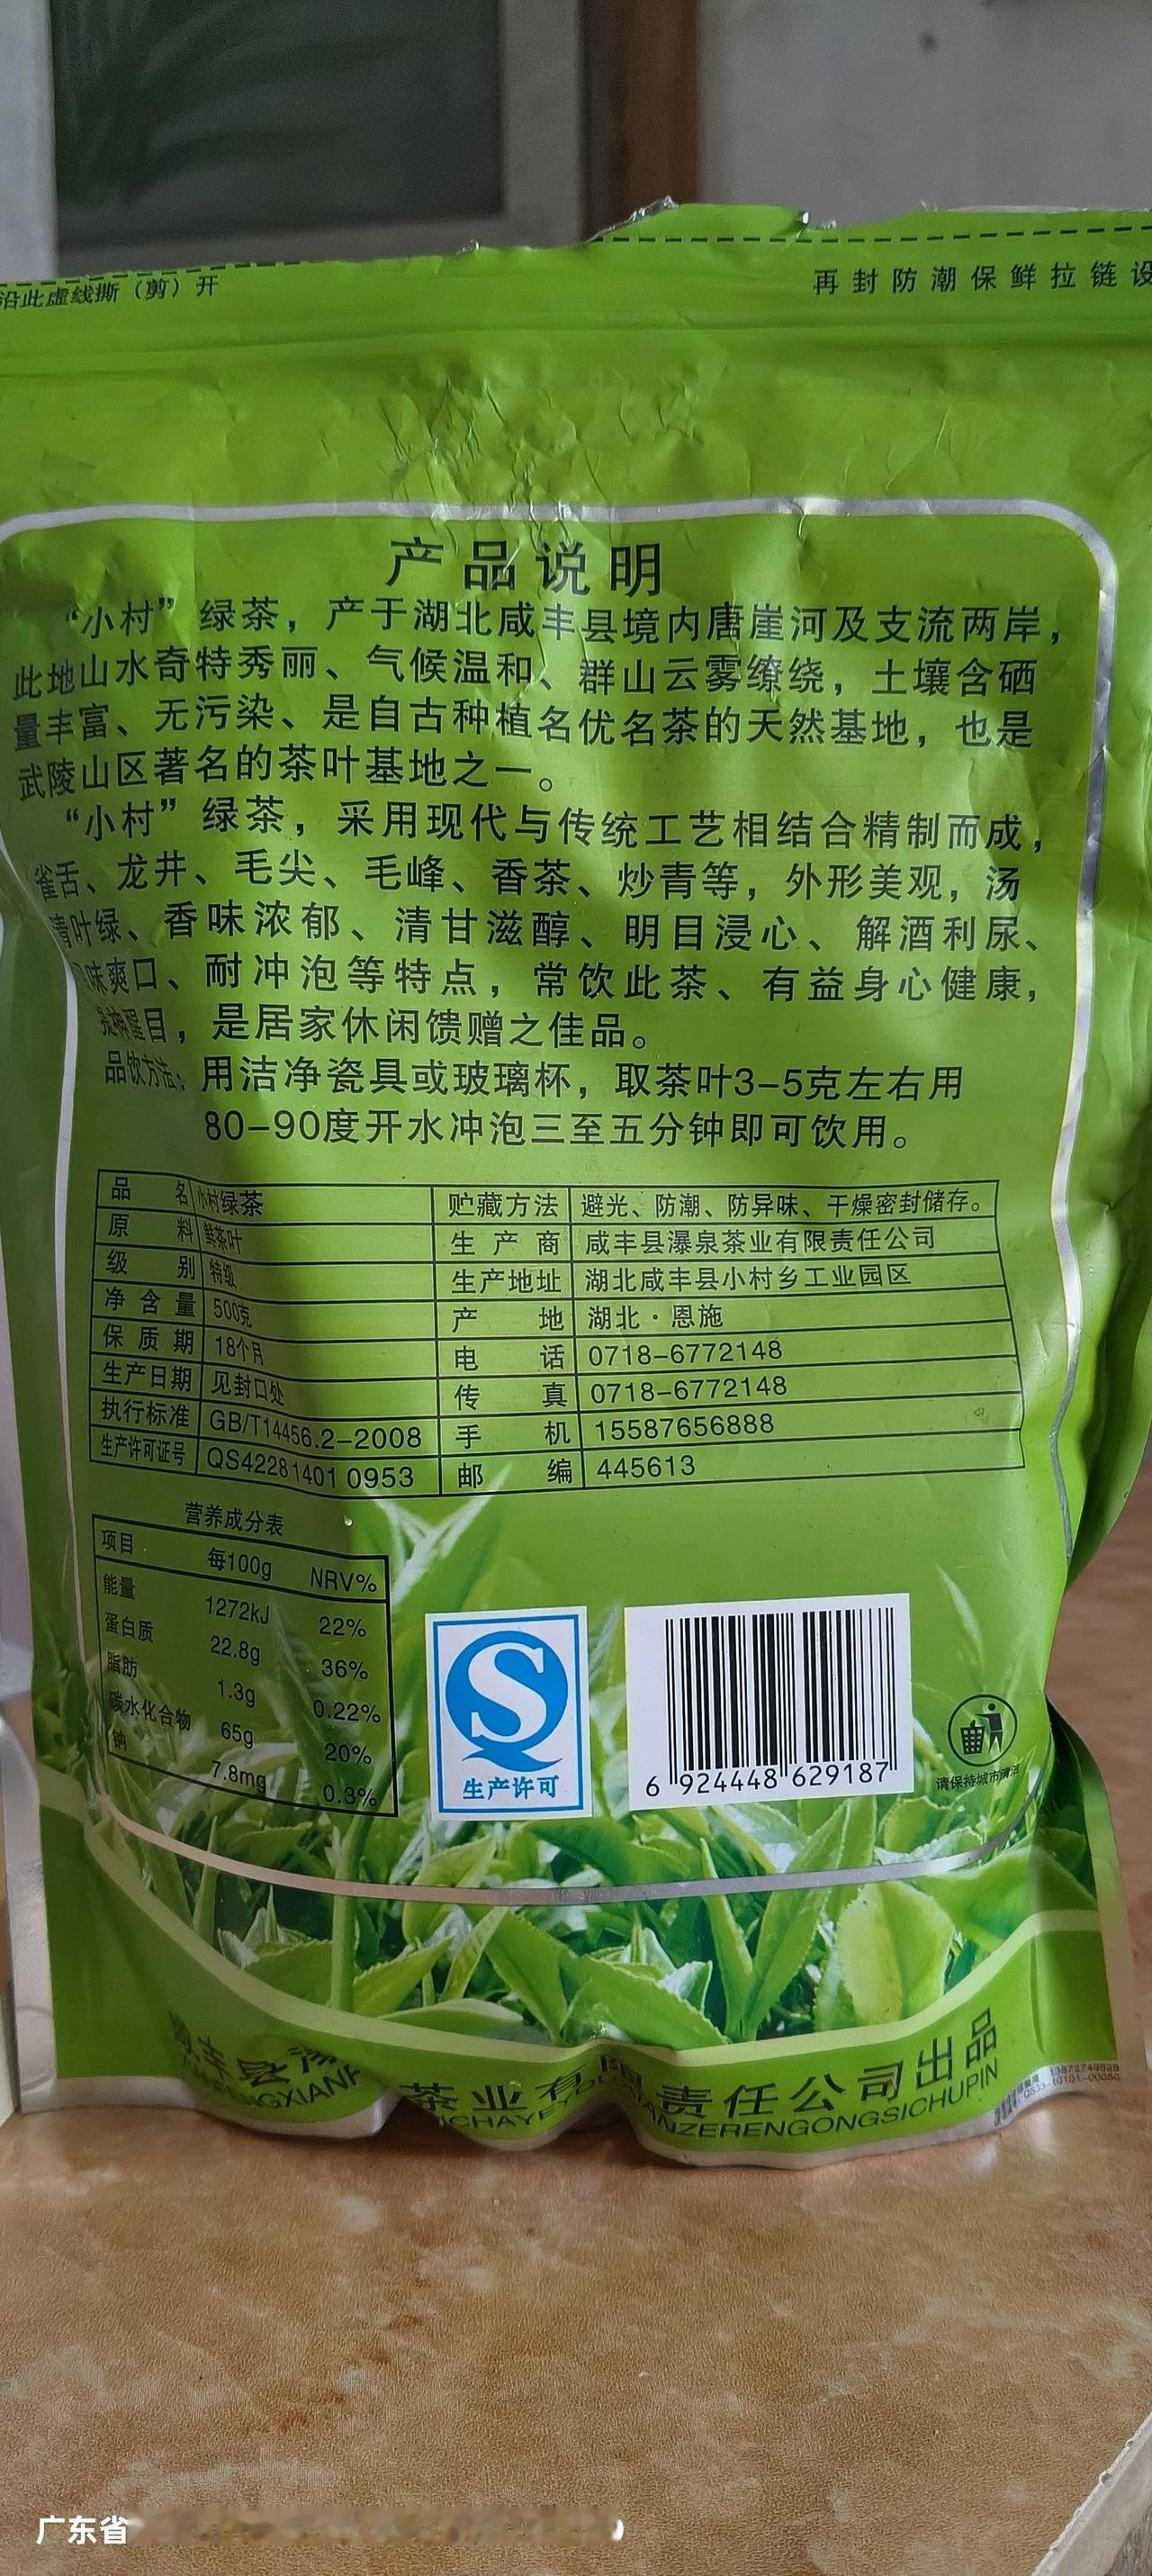 沿此虚线撕（剪）开
再封防潮保鲜拉链设
产品说明
“小村”绿茶，产于湖北咸丰县境内唐崖河及支流两岸，
此地山水奇特秀丽、气候温和、群山云雾缭绕，土壤含硒
量丰富、无污染、是自古种植名优名茶的天然基地，也是
武陵山区著名的茶叶基地之一。
“小村”绿茶，采用现代与传统工艺相结合精制而成，
雀舌、龙井、毛尖、毛峰、香茶、炒青等，外形美观，汤
清叶绿、香味浓郁、清甘滋醇、明目浸心、解酒利尿、
味爽口、耐冲泡等特点，常饮此茶、有益身心健康，
提神醒目，是居家休闲馈赠之佳品。
品饮方法：用洁净瓷具或玻璃杯，取茶叶3-5克左右用
80-90度开水冲泡三至五分钟即可饮用。
品名 小村绿茶 贮藏方法 避光、防潮、防异味、干燥密封储存。
原料 鲜茶叶 生产商 咸丰县瀑泉茶业有限责任公司
级别 特级 生产地址 湖北咸丰县小村乡工业园区
净含量 500克 产地 湖北·恩施
保质期 18个月 电话 0718-6772148
生产日期 见封口处 传真 0718-6772148
执行标准 GB/T14456.2-2008 手机 15587656888
生产许可证号 QS4228 1401 0953 邮编 445613
营养成分表
项目 每100g NRV%
能量 1272kJ 22%
蛋白质 22.8g 36%
脂肪 1.3g 0.22%
碳水化合物 65g 20%
钠 7.8mg 0.3%
生产许可
6 924448 629187
请保持城市清洁
丰县 茶业有限责任公司出品
ZERENGONGSICHUPIN
广东省